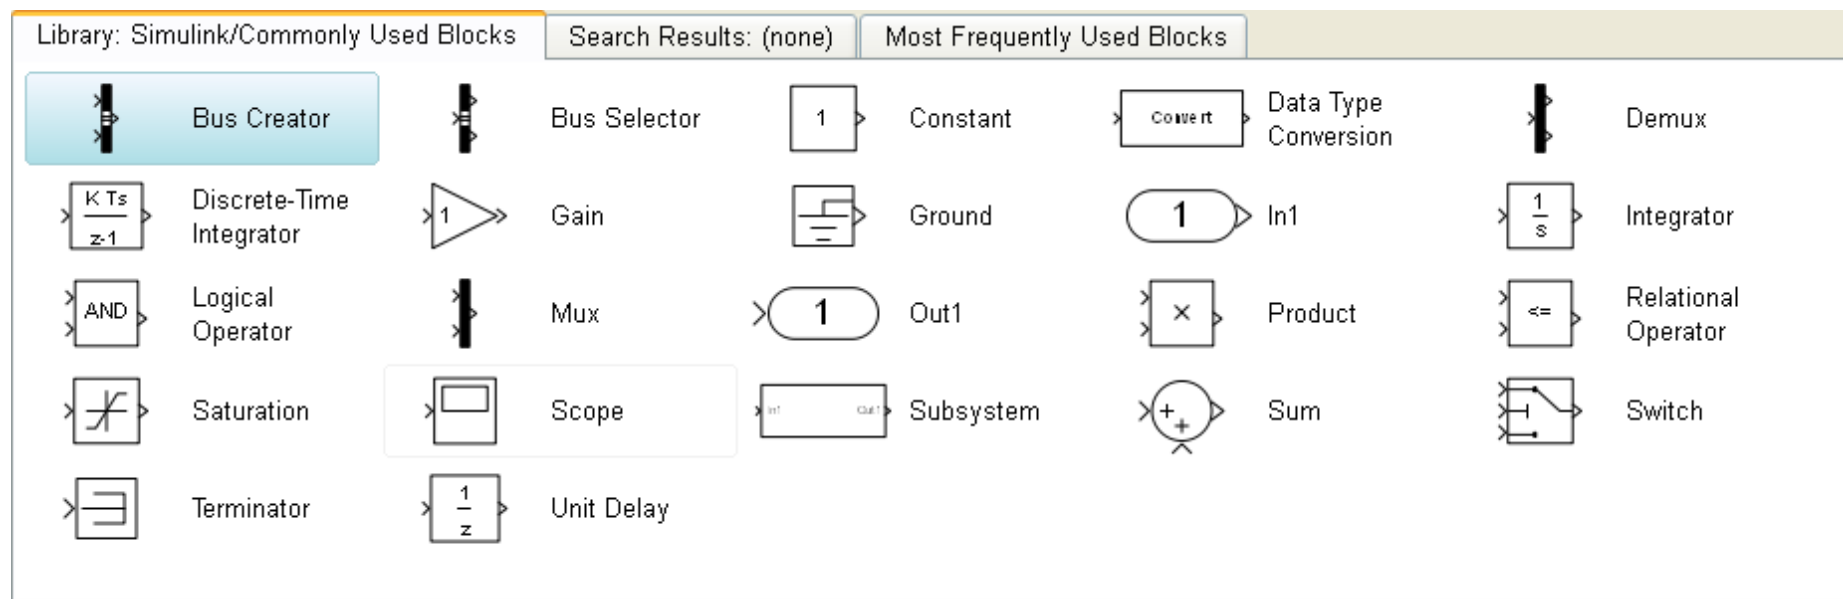 Library: Simulink/Commonly Used Blocks
Search Results: (none)
Most Frequently Used Blocks
Bus Creator
Bus Selector
1
Constant
Convert
Data Type
Conversion
Demux
K Ts
z-1
Discrete-Time
Integrator
1
Gain
Ground
1
In1
1
s
Integrator
AND
Logical
Operator
Mux
1
Out1
×
Product
<=
Relational
Operator
Saturation
Scope
In1
Out1
Subsystem
+
+
Sum
Switch
Terminator
1
z
Unit Delay